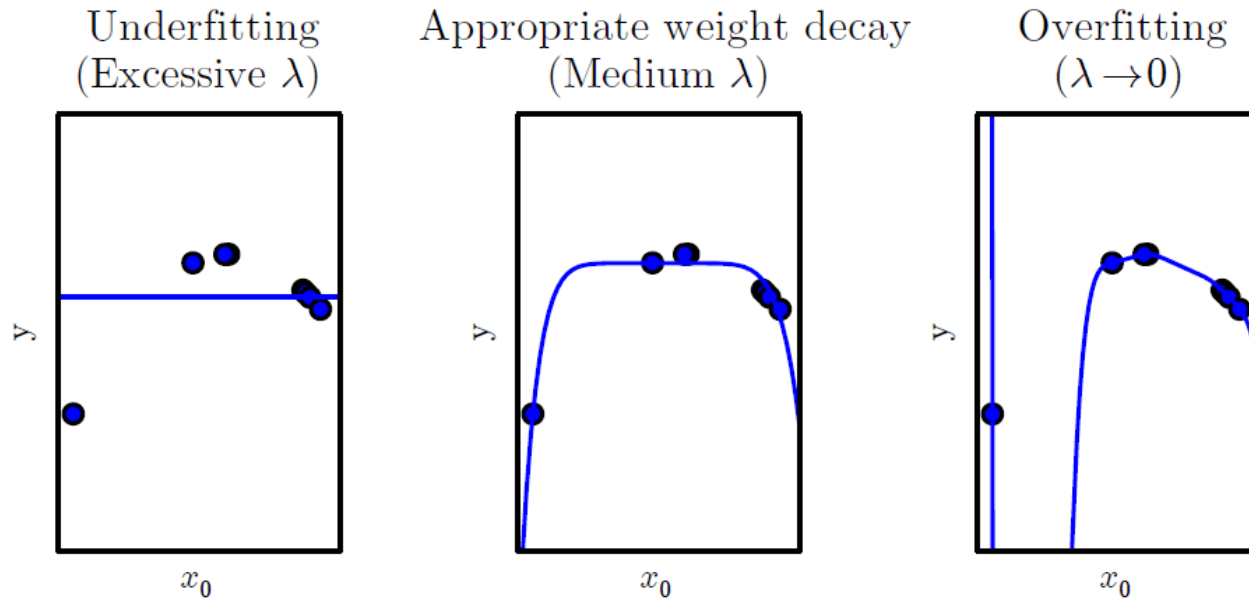 Underfitting
(Excessive λ)
Appropriate weight decay
(Medium λ)
Overfitting
(λ→0)
y
x₀
y
x₀
y
x₀